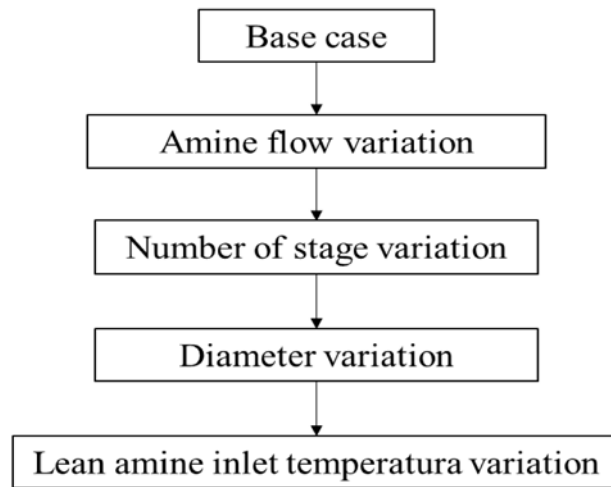 Base case
Amine flow variation
Number of stage variation
Diameter variation
Lean amine inlet temperatura variation